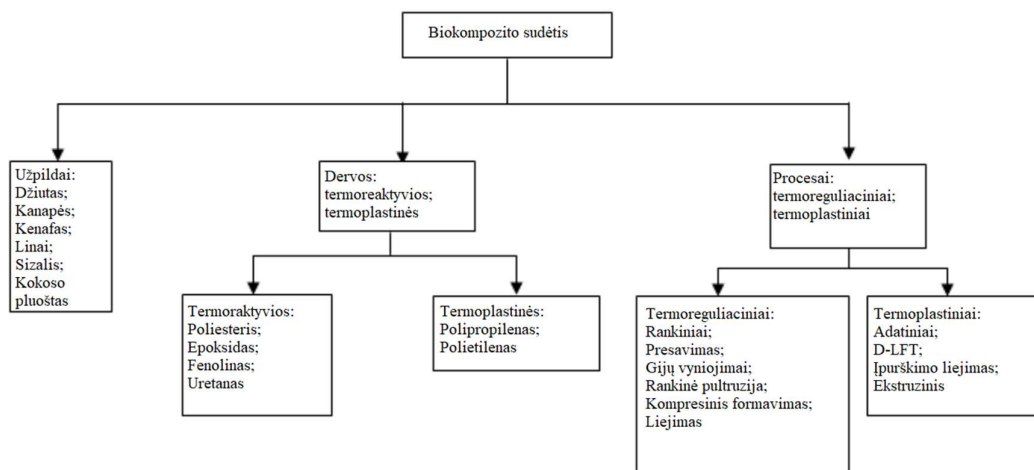 Biokompozito sudėtis
Užpildai:
Džiutas;
Kanapės;
Kenafas;
Linai;
Sizalis;
Kokoso
pluoštas
Dervos:
termoreaktyvios;
termoplastinės
Procesai:
termoreguliaciniai;
termoplastiniai
Termoraktyvios:
Poliesteris;
Epoksidas;
Fenolinas;
Uretanas
Termoplastinės:
Polipropilenas;
Polietilenas
Termoreguliaciniai:
Rankiniai;
Presavimas;
Gijų vyniojimai;
Rankinė pultruzija;
Kompresinis formavimas;
Liejimas
Termoplastiniai:
Adatiniai;
D-LFT;
Įpurškimo liejimas;
Ekstruzinis